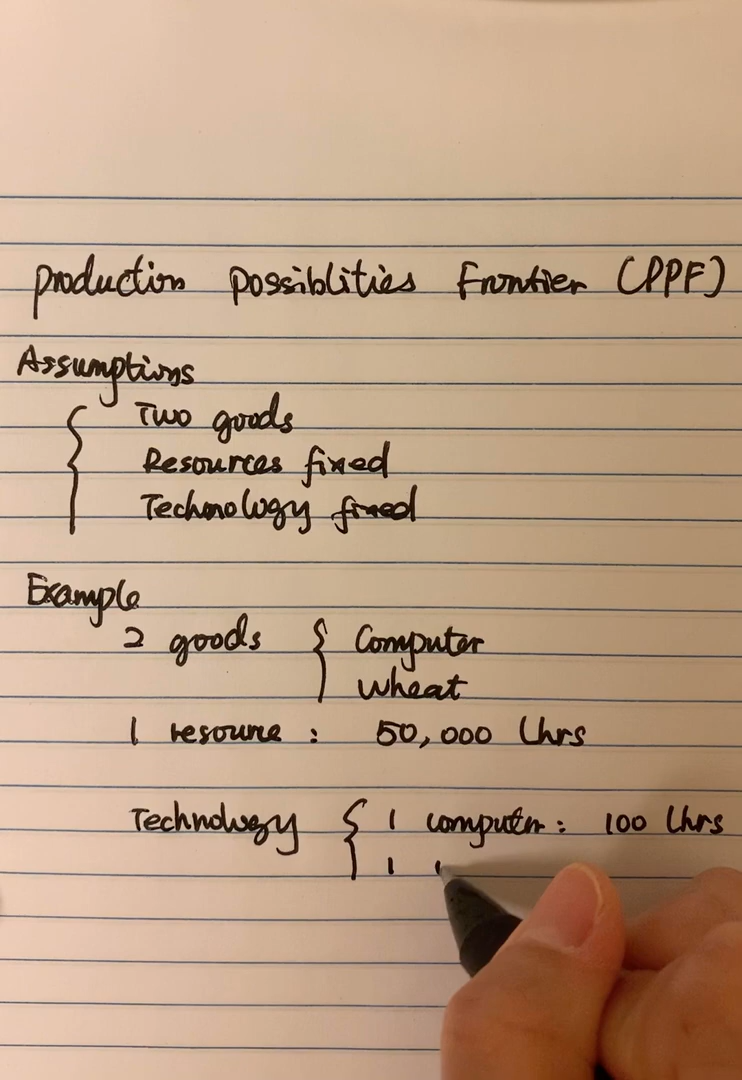 production possiblities Frontier (PPF)
Assumptions
Two goods
Resources fixed
Technology fixed
Example
2 goods { Computer
Wheat
1 resource : 50,000 Lhrs
Technology { 1 computer : 100 Lhrs
1